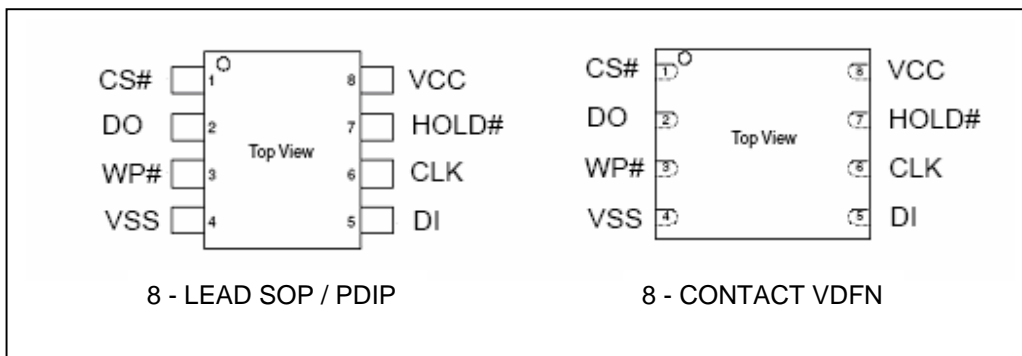 CS# 1 8 VCC
DO 2 7 HOLD#
Top View
WP# 3 6 CLK
VSS 4 5 DI
8 - LEAD SOP / PDIP
CS# 1 8 VCC
DO 2 7 HOLD#
Top View
WP# 3 6 CLK
VSS 4 5 DI
8 - CONTACT VDFN